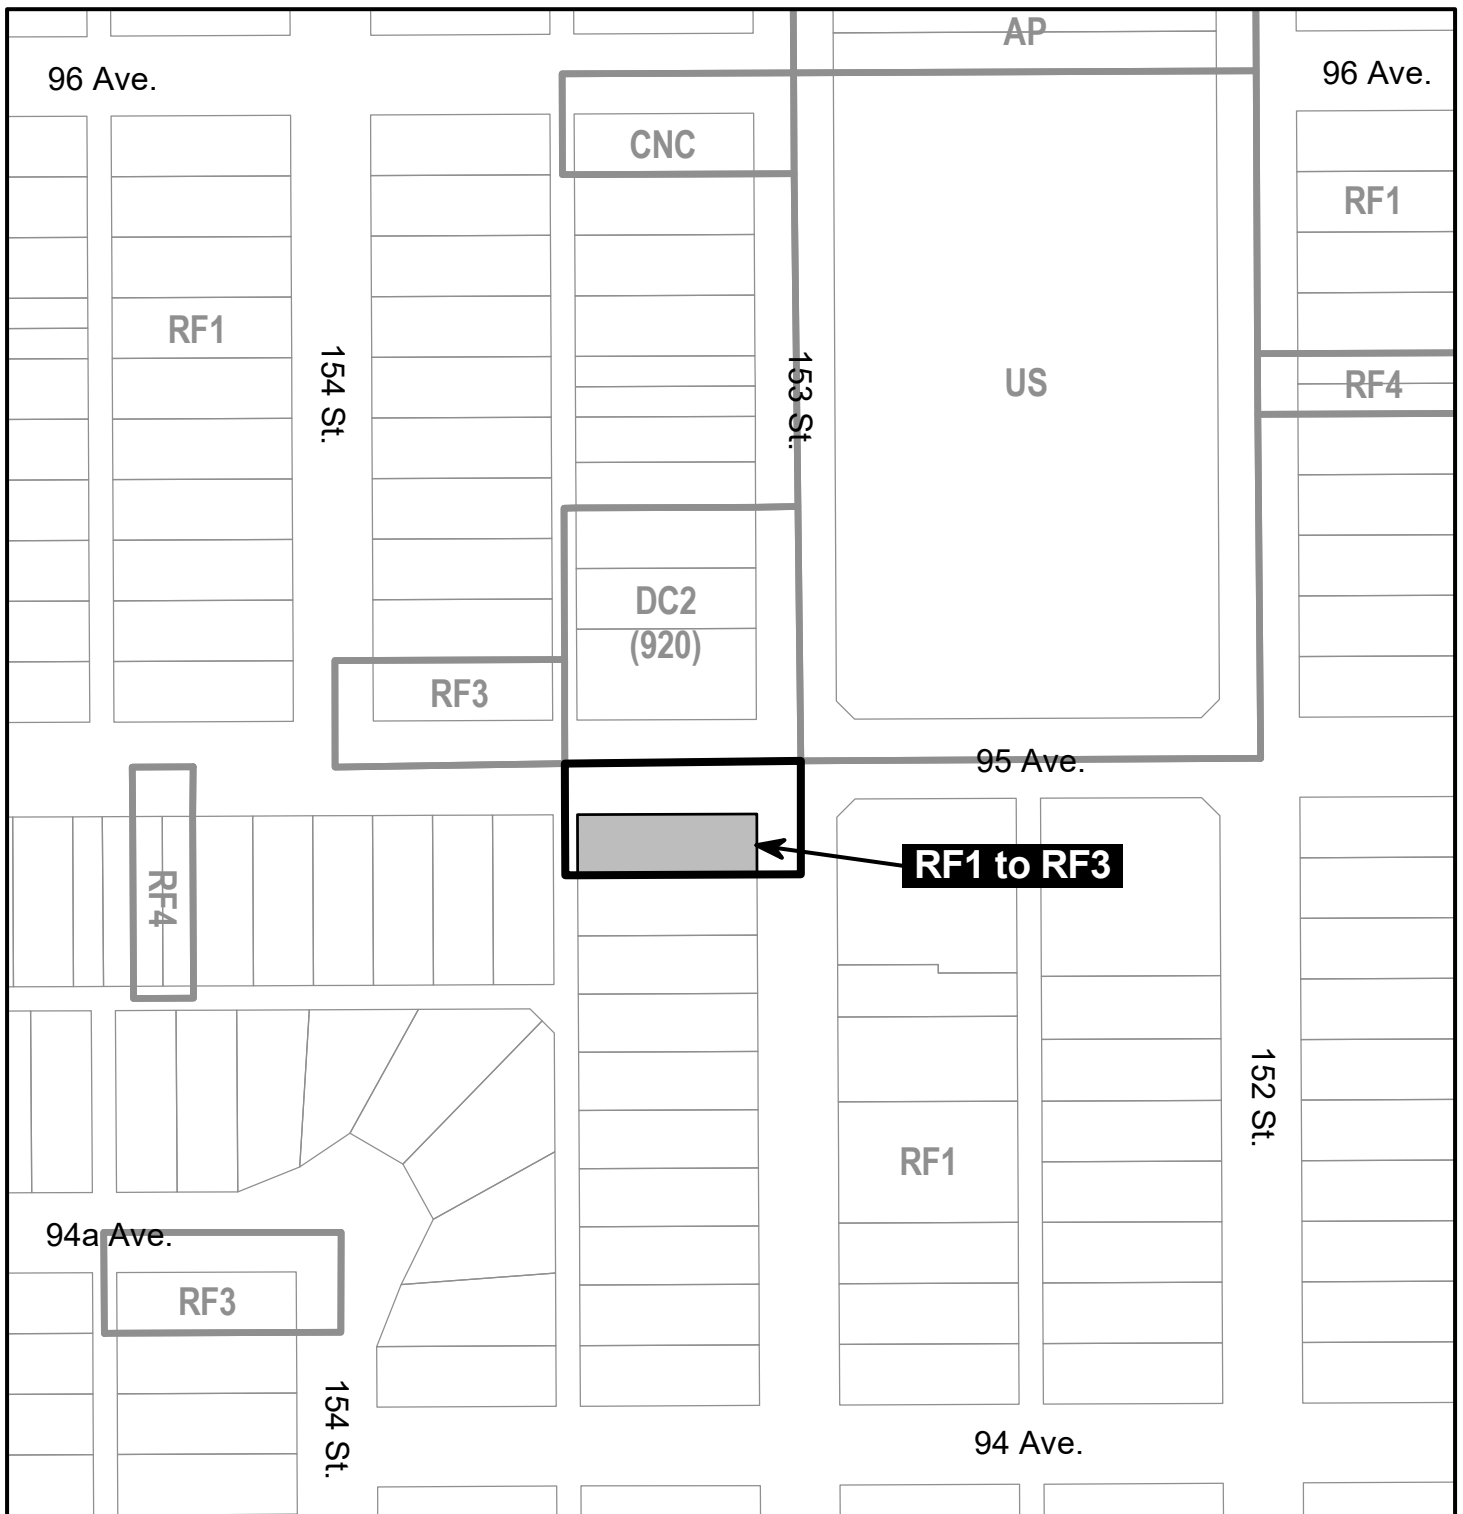 AP
96 Ave.
96 Ave.
CNC
RF1
RF1
154 St.
153 St.
US
RF4
DC2
(920)
RF3
95 Ave.
RF1 to RF3
RF4
152 St.
RF1
94a Ave.
RF3
154 St.
94 Ave.